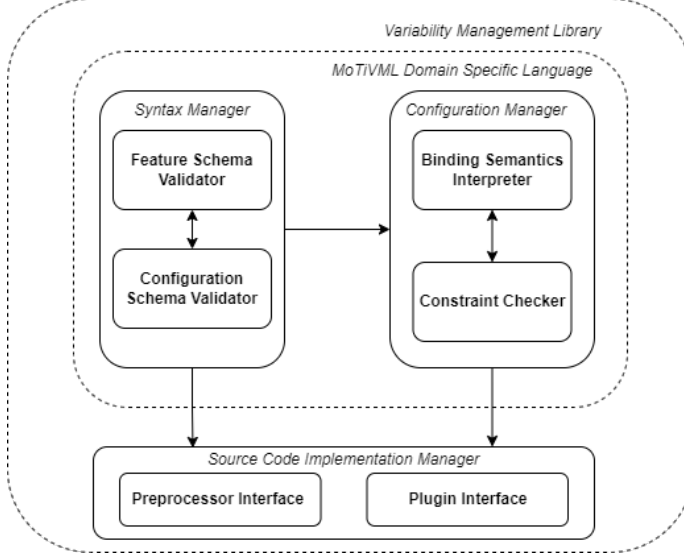 Variability Management Library
MoTiVML Domain Specific Language
Syntax Manager
Feature Schema
Validator
Configuration
Schema Validator
Configuration Manager
Binding Semantics
Interpreter
Constraint Checker
Source Code Implementation Manager
Preprocessor Interface
Plugin Interface